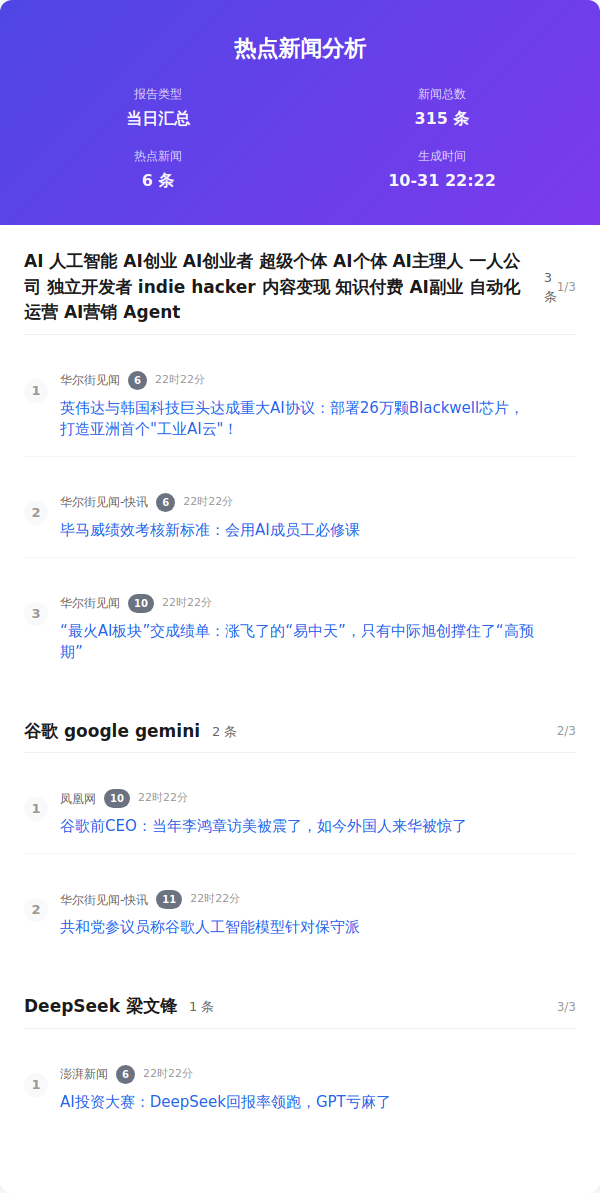 热点新闻分析
报告类型
新闻总数
当日汇总
315 条
热点新闻
生成时间
6 条
10-31 22:22
AI 人工智能 AI创业 AI创业者 超级个体 AI个体 AI主理人 一人公
司 独立开发者 indie hacker 内容变现 知识付费 AI副业 自动化
运营 AI营销 Agent
3
条
1/3
1
华尔街见闻 6 22时22分
英伟达与韩国科技巨头达成重大AI协议：部署26万颗Blackwell芯片，
打造亚洲首个"工业AI云"！
2
华尔街见闻-快讯 6 22时22分
毕马威绩效考核新标准：会用AI成员工必修课
3
华尔街见闻 10 22时22分
“最火AI板块”交成绩单：涨飞了的“易中天”，只有中际旭创撑住了“高预
期”
谷歌 google gemini 2 条 2/3
1
凤凰网 10 22时22分
谷歌前CEO：当年李鸿章访美被震了，如今外国人来华被惊了
2
华尔街见闻-快讯 11 22时22分
共和党参议员称谷歌人工智能模型针对保守派
DeepSeek 梁文锋 1 条 3/3
1
澎湃新闻 6 22时22分
AI投资大赛：DeepSeek回报率领跑，GPT亏麻了